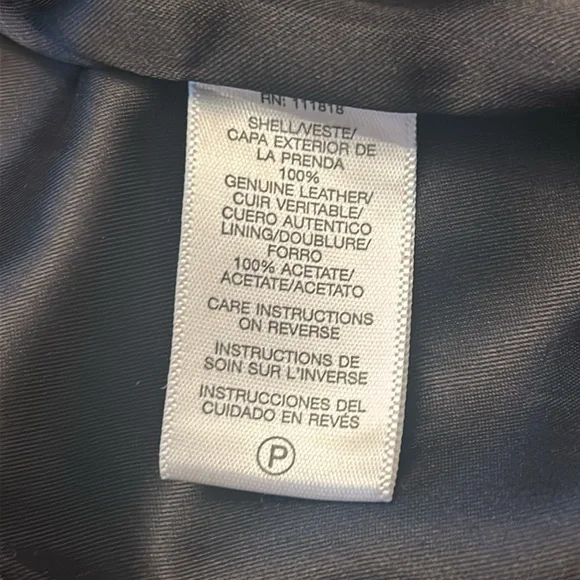 RN: 111818
SHELL/VESTE/
CAPA EXTERIOR DE
LA PRENDA
100%
GENUINE LEATHER/
CUIR VERITABLE/
CUERO AUTENTICO
LINING/DOUBLURE/
FORRO
100% ACETATE/
ACETATE/ACETATO
CARE INSTRUCTIONS
ON REVERSE
INSTRUCTIONS DE
SOIN SUR L'INVERSE
INSTRUCCIONES DEL
CUIDADO EN REVÉS
P